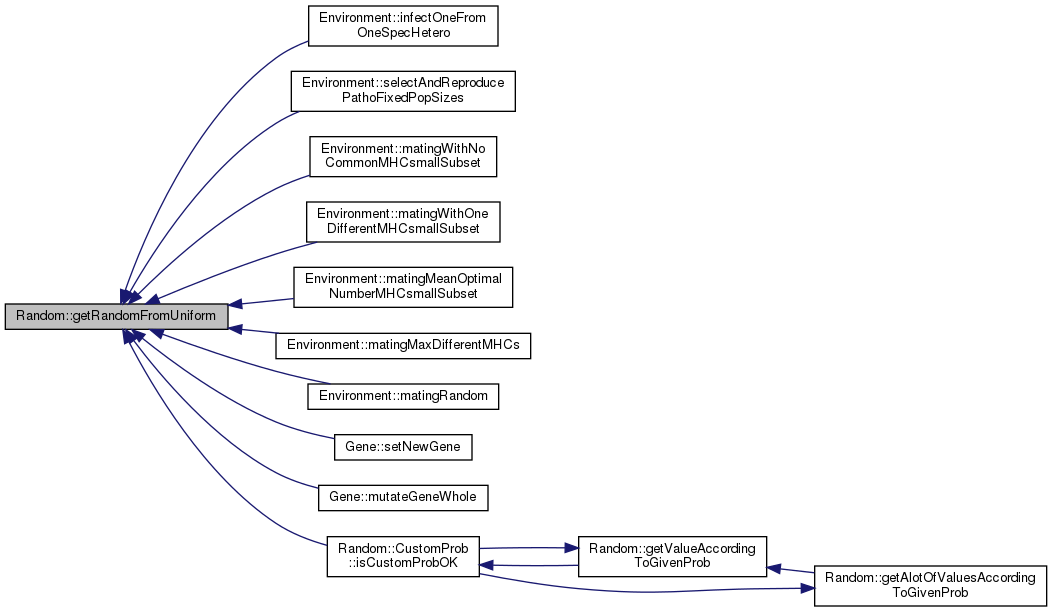 Environment::infectOneFrom
OneSpecHetero
Environment::selectAndReproduce
PathoFixedPopSizes
Environment::matingWithNo
CommonMHCsmallSubset
Environment::matingWithOne
DifferentMHCsmallSubset
Environment::matingMeanOptimal
NumberMHCsmallSubset
Random::getRandomFromUniform
Environment::matingMaxDifferentMHCs
Environment::matingRandom
Gene::setNewGene
Gene::mutateGeneWhole
Random::CustomProb
::isCustomProbOK
Random::getValueAccording
ToGivenProb
Random::getAlotOfValuesAccording
ToGivenProb